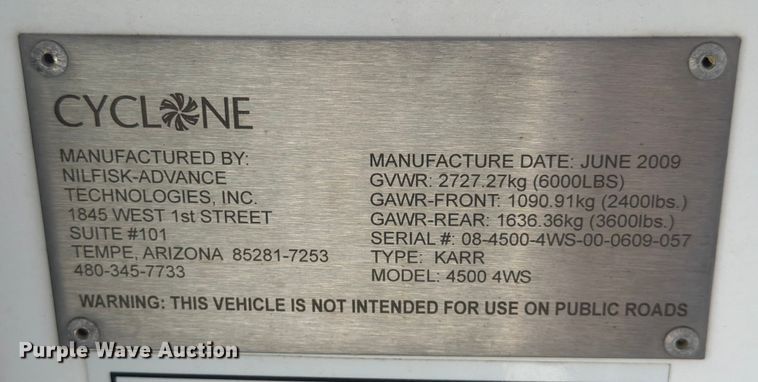 CYCLONE
MANUFACTURED BY:
NILFISK-ADVANCE
TECHNOLOGIES, INC.
1845 WEST 1st STREET
SUITE #101
TEMPE, ARIZONA 85281-7253
480-345-7733
MANUFACTURE DATE: JUNE 2009
GVWR: 2727.27kg (6000LBS)
GAWR-FRONT: 1090.91kg (2400lbs.)
GAWR-REAR: 1636.36kg (3600lbs.)
SERIAL #: 08-4500-4WS-00-0609-057
TYPE: KARR
MODEL: 4500 4WS
WARNING: THIS VEHICLE IS NOT INTENDED FOR USE ON PUBLIC ROADS
Purple Wave Auction